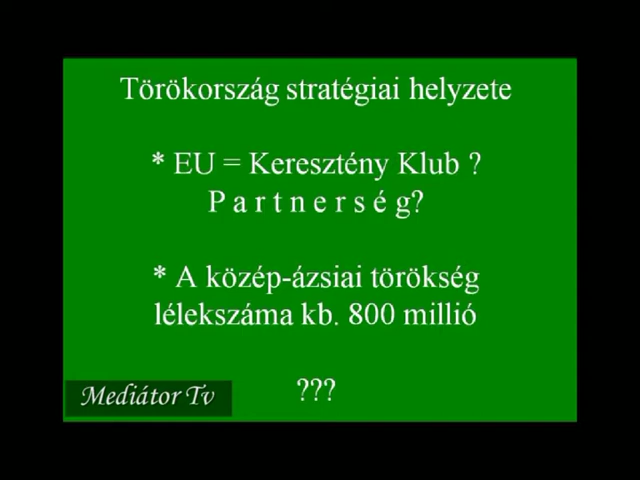 Törökország stratégiai helyzete
* EU = Keresztény Klub ?
P a r t n e r s é g?
* A közép-ázsiai törökség
lélekszáma kb. 800 millió
???
Mediátor Tv